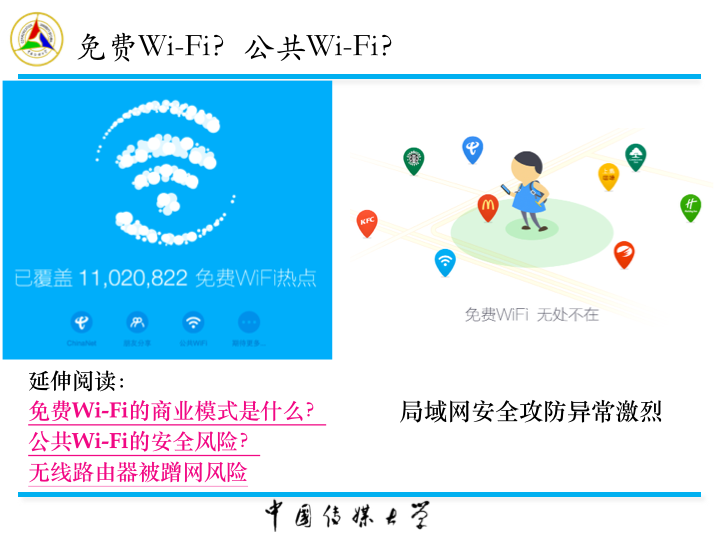 免费Wi-Fi? 公共Wi-Fi?
已覆盖 11,020,822 免费WiFi热点
ChinaNet
公共WiFi
KFC
免费WiFi 无处不在
延伸阅读：
免费Wi-Fi的商业模式是什么?
公共Wi-Fi的安全风险?
无线路由器被蹭网风险
局域网安全攻防异常激烈
中国传媒大学